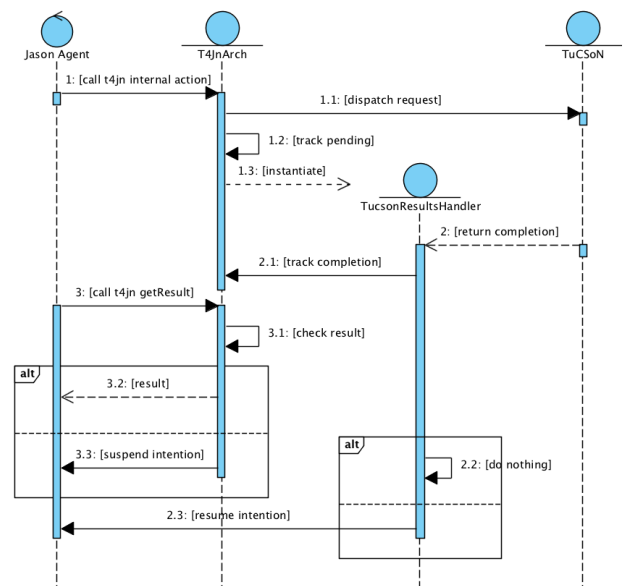 Jason Agent
T4JnArch
TuCSoN
1: [call t4jn internal action]
1.1: [dispatch request]
1.2: [track pending]
1.3: [instantiate]
TucsonResultsHandler
2: [return completion]
2.1: [track completion]
3: [call t4jn getResult]
3.1: [check result]
alt
3.2: [result]
3.3: [suspend intention]
alt
2.2: [do nothing]
2.3: [resume intention]